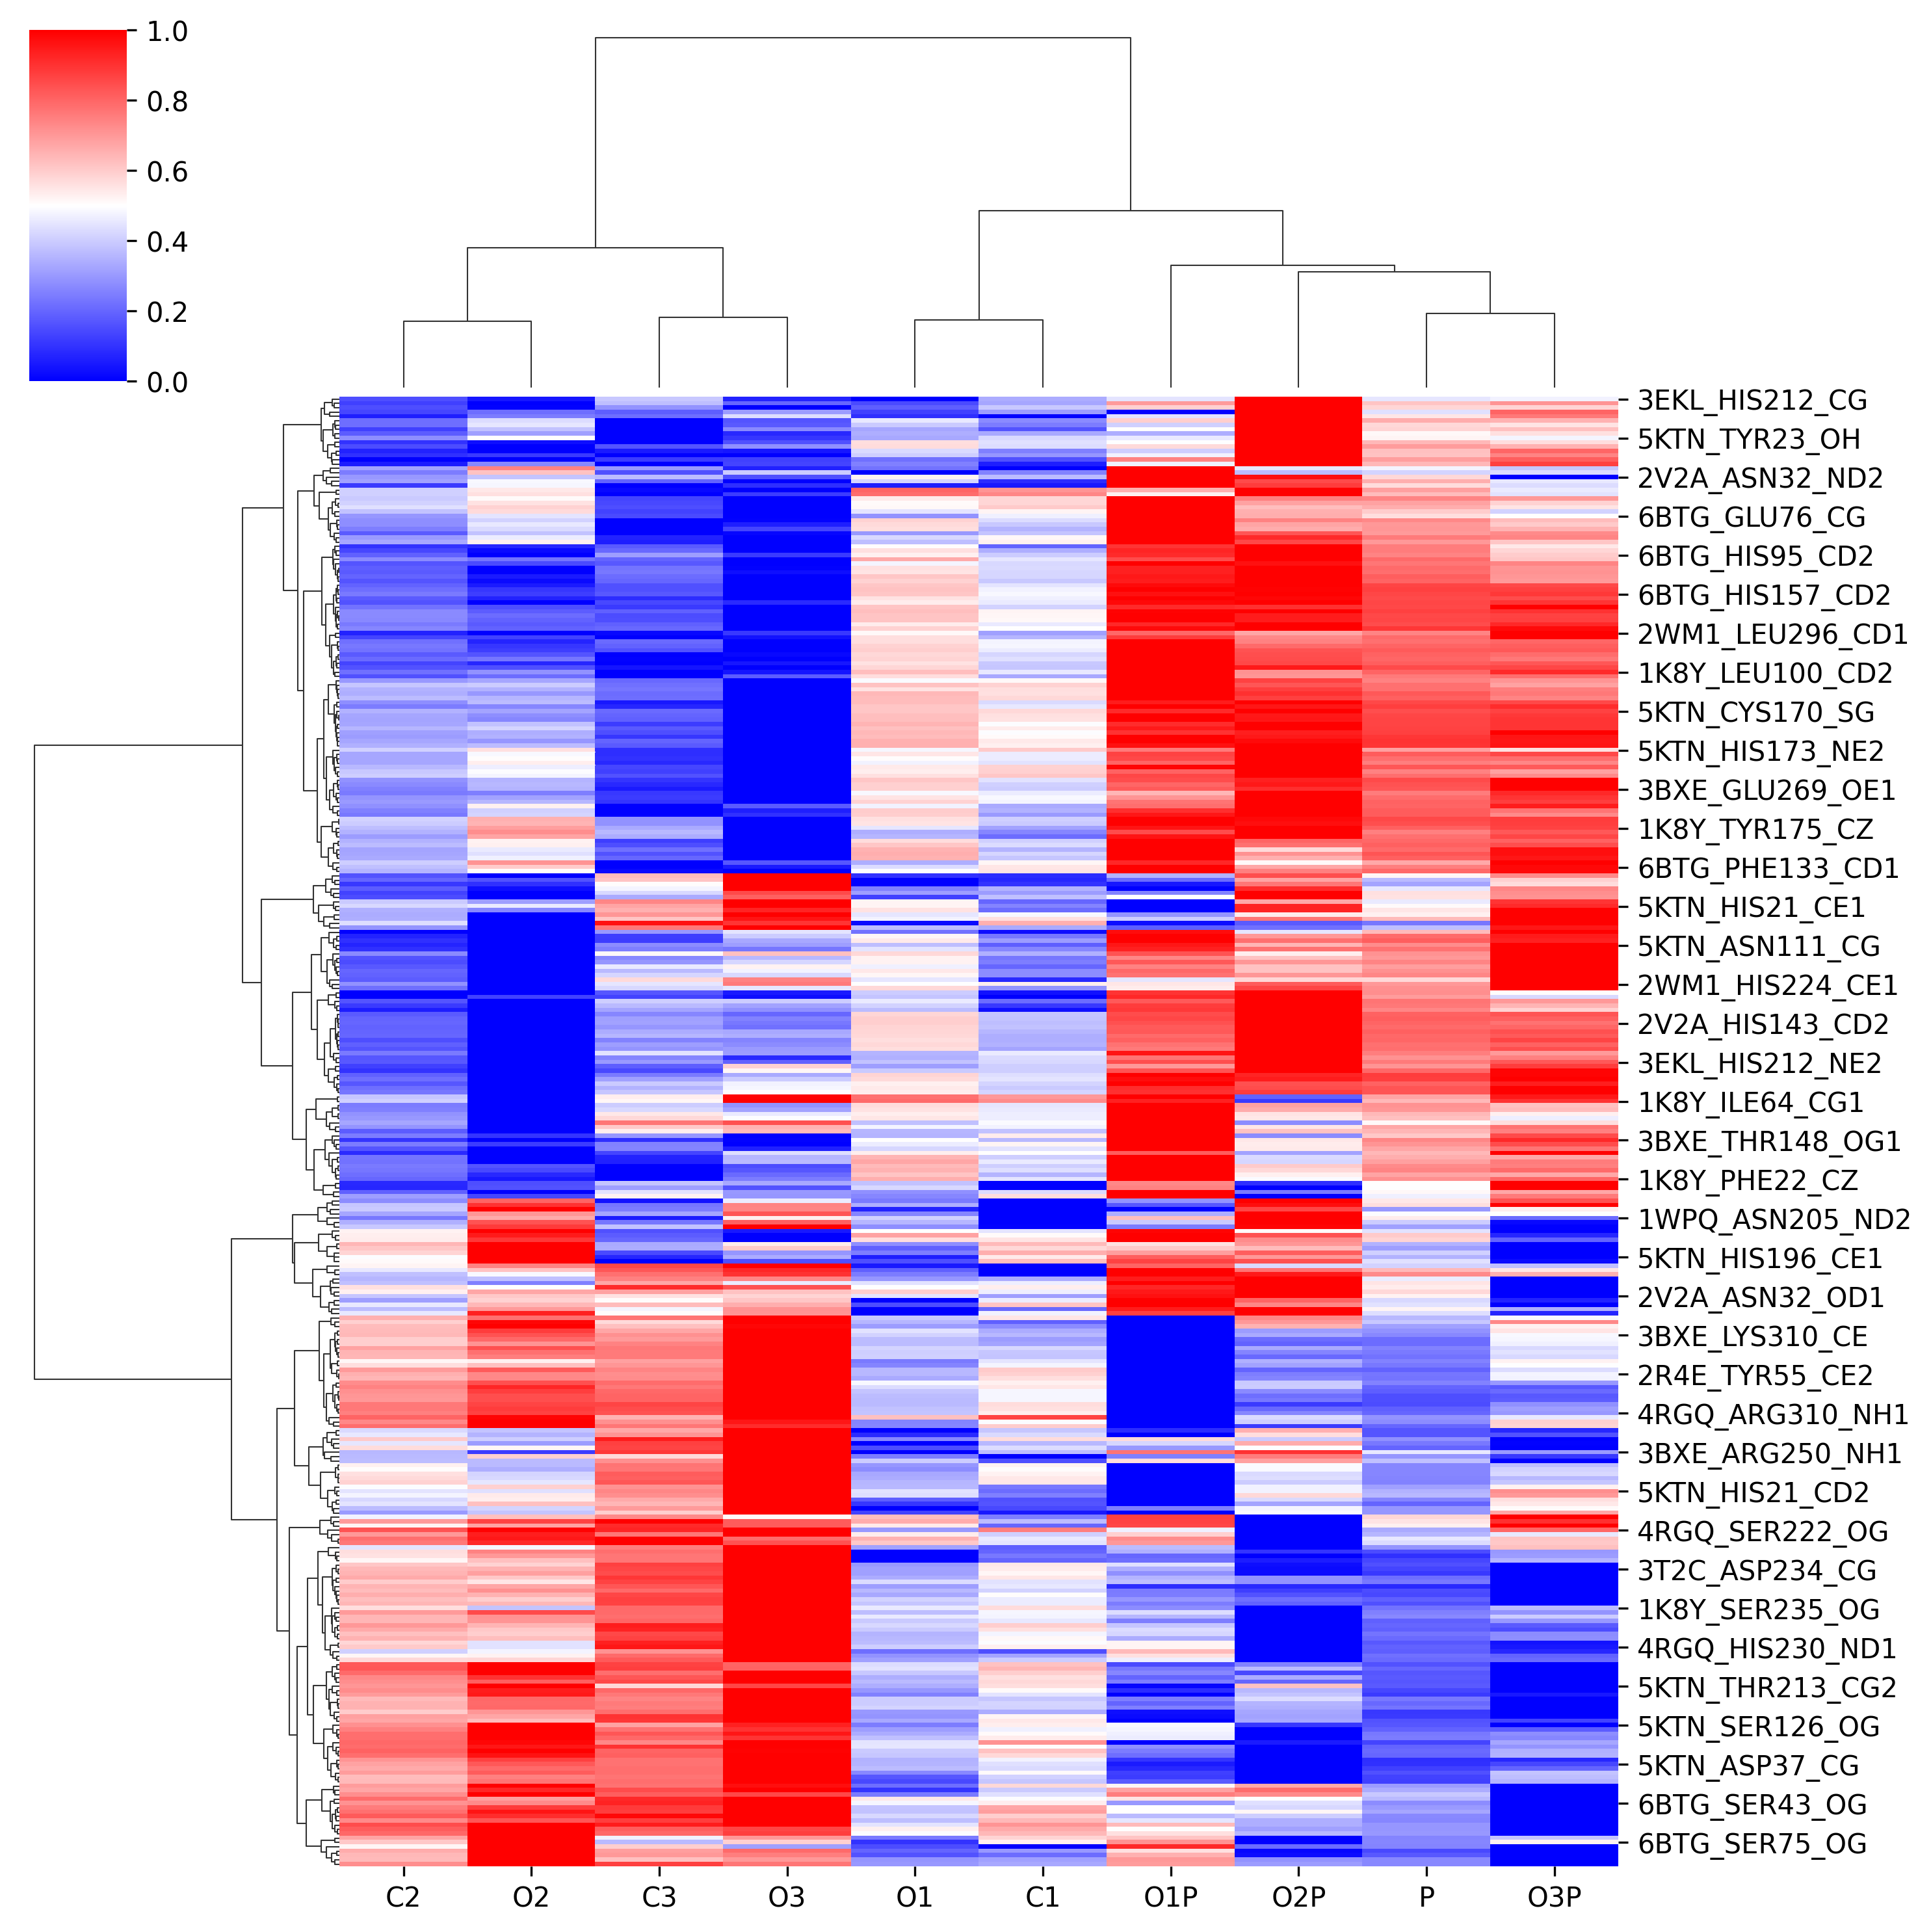 1.0
0.8
0.6
0.4
0.2
0.0
3EKL_HIS212_CG
5KTN_TYR23_OH
2V2A_ASN32_ND2
6BTG_GLU76_CG
6BTG_HIS95_CD2
6BTG_HIS157_CD2
2WM1_LEU296_CD1
1K8Y_LEU100_CD2
5KTN_CYS170_SG
5KTN_HIS173_NE2
3BXE_GLU269_OE1
1K8Y_TYR175_CZ
6BTG_PHE133_CD1
5KTN_HIS21_CE1
5KTN_ASN111_CG
2WM1_HIS224_CE1
2V2A_HIS143_CD2
3EKL_HIS212_NE2
1K8Y_ILE64_CG1
3BXE_THR148_OG1
1K8Y_PHE22_CZ
1WPQ_ASN205_ND2
5KTN_HIS196_CE1
2V2A_ASN32_OD1
3BXE_LYS310_CE
2R4E_TYR55_CE2
4RGQ_ARG310_NH1
3BXE_ARG250_NH1
5KTN_HIS21_CD2
4RGQ_SER222_OG
3T2C_ASP234_CG
1K8Y_SER235_OG
4RGQ_HIS230_ND1
5KTN_THR213_CG2
5KTN_SER126_OG
5KTN_ASP37_CG
6BTG_SER43_OG
6BTG_SER75_OG
C2 O2 C3 O3 O1 C1 O1P O2P P O3P